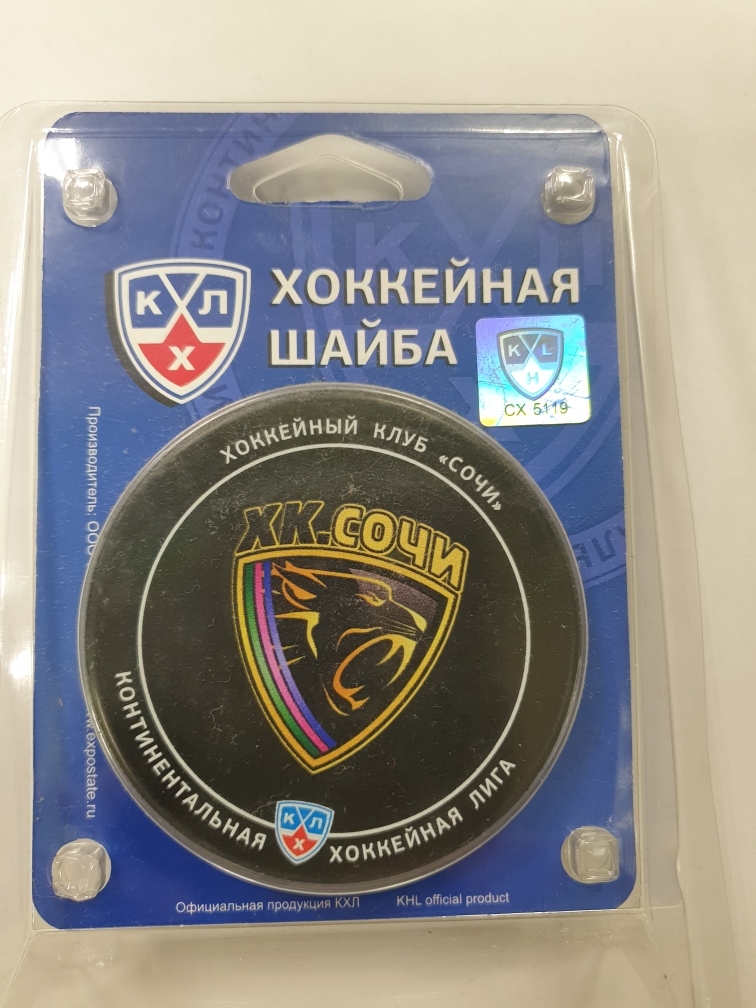 КХЛ
Х
ХОККЕЙНАЯ
ШАЙБА
KHL
CX 5119
ХОККЕЙНЫЙ КЛУБ «СОЧИ»
ХК.СОЧИ
КОНТИНЕНТАЛЬНАЯ ХОККЕЙНАЯ ЛИГА
КХЛ
Производитель: ООО
w.expostate.ru
Официальная продукция КХЛ KHL official product